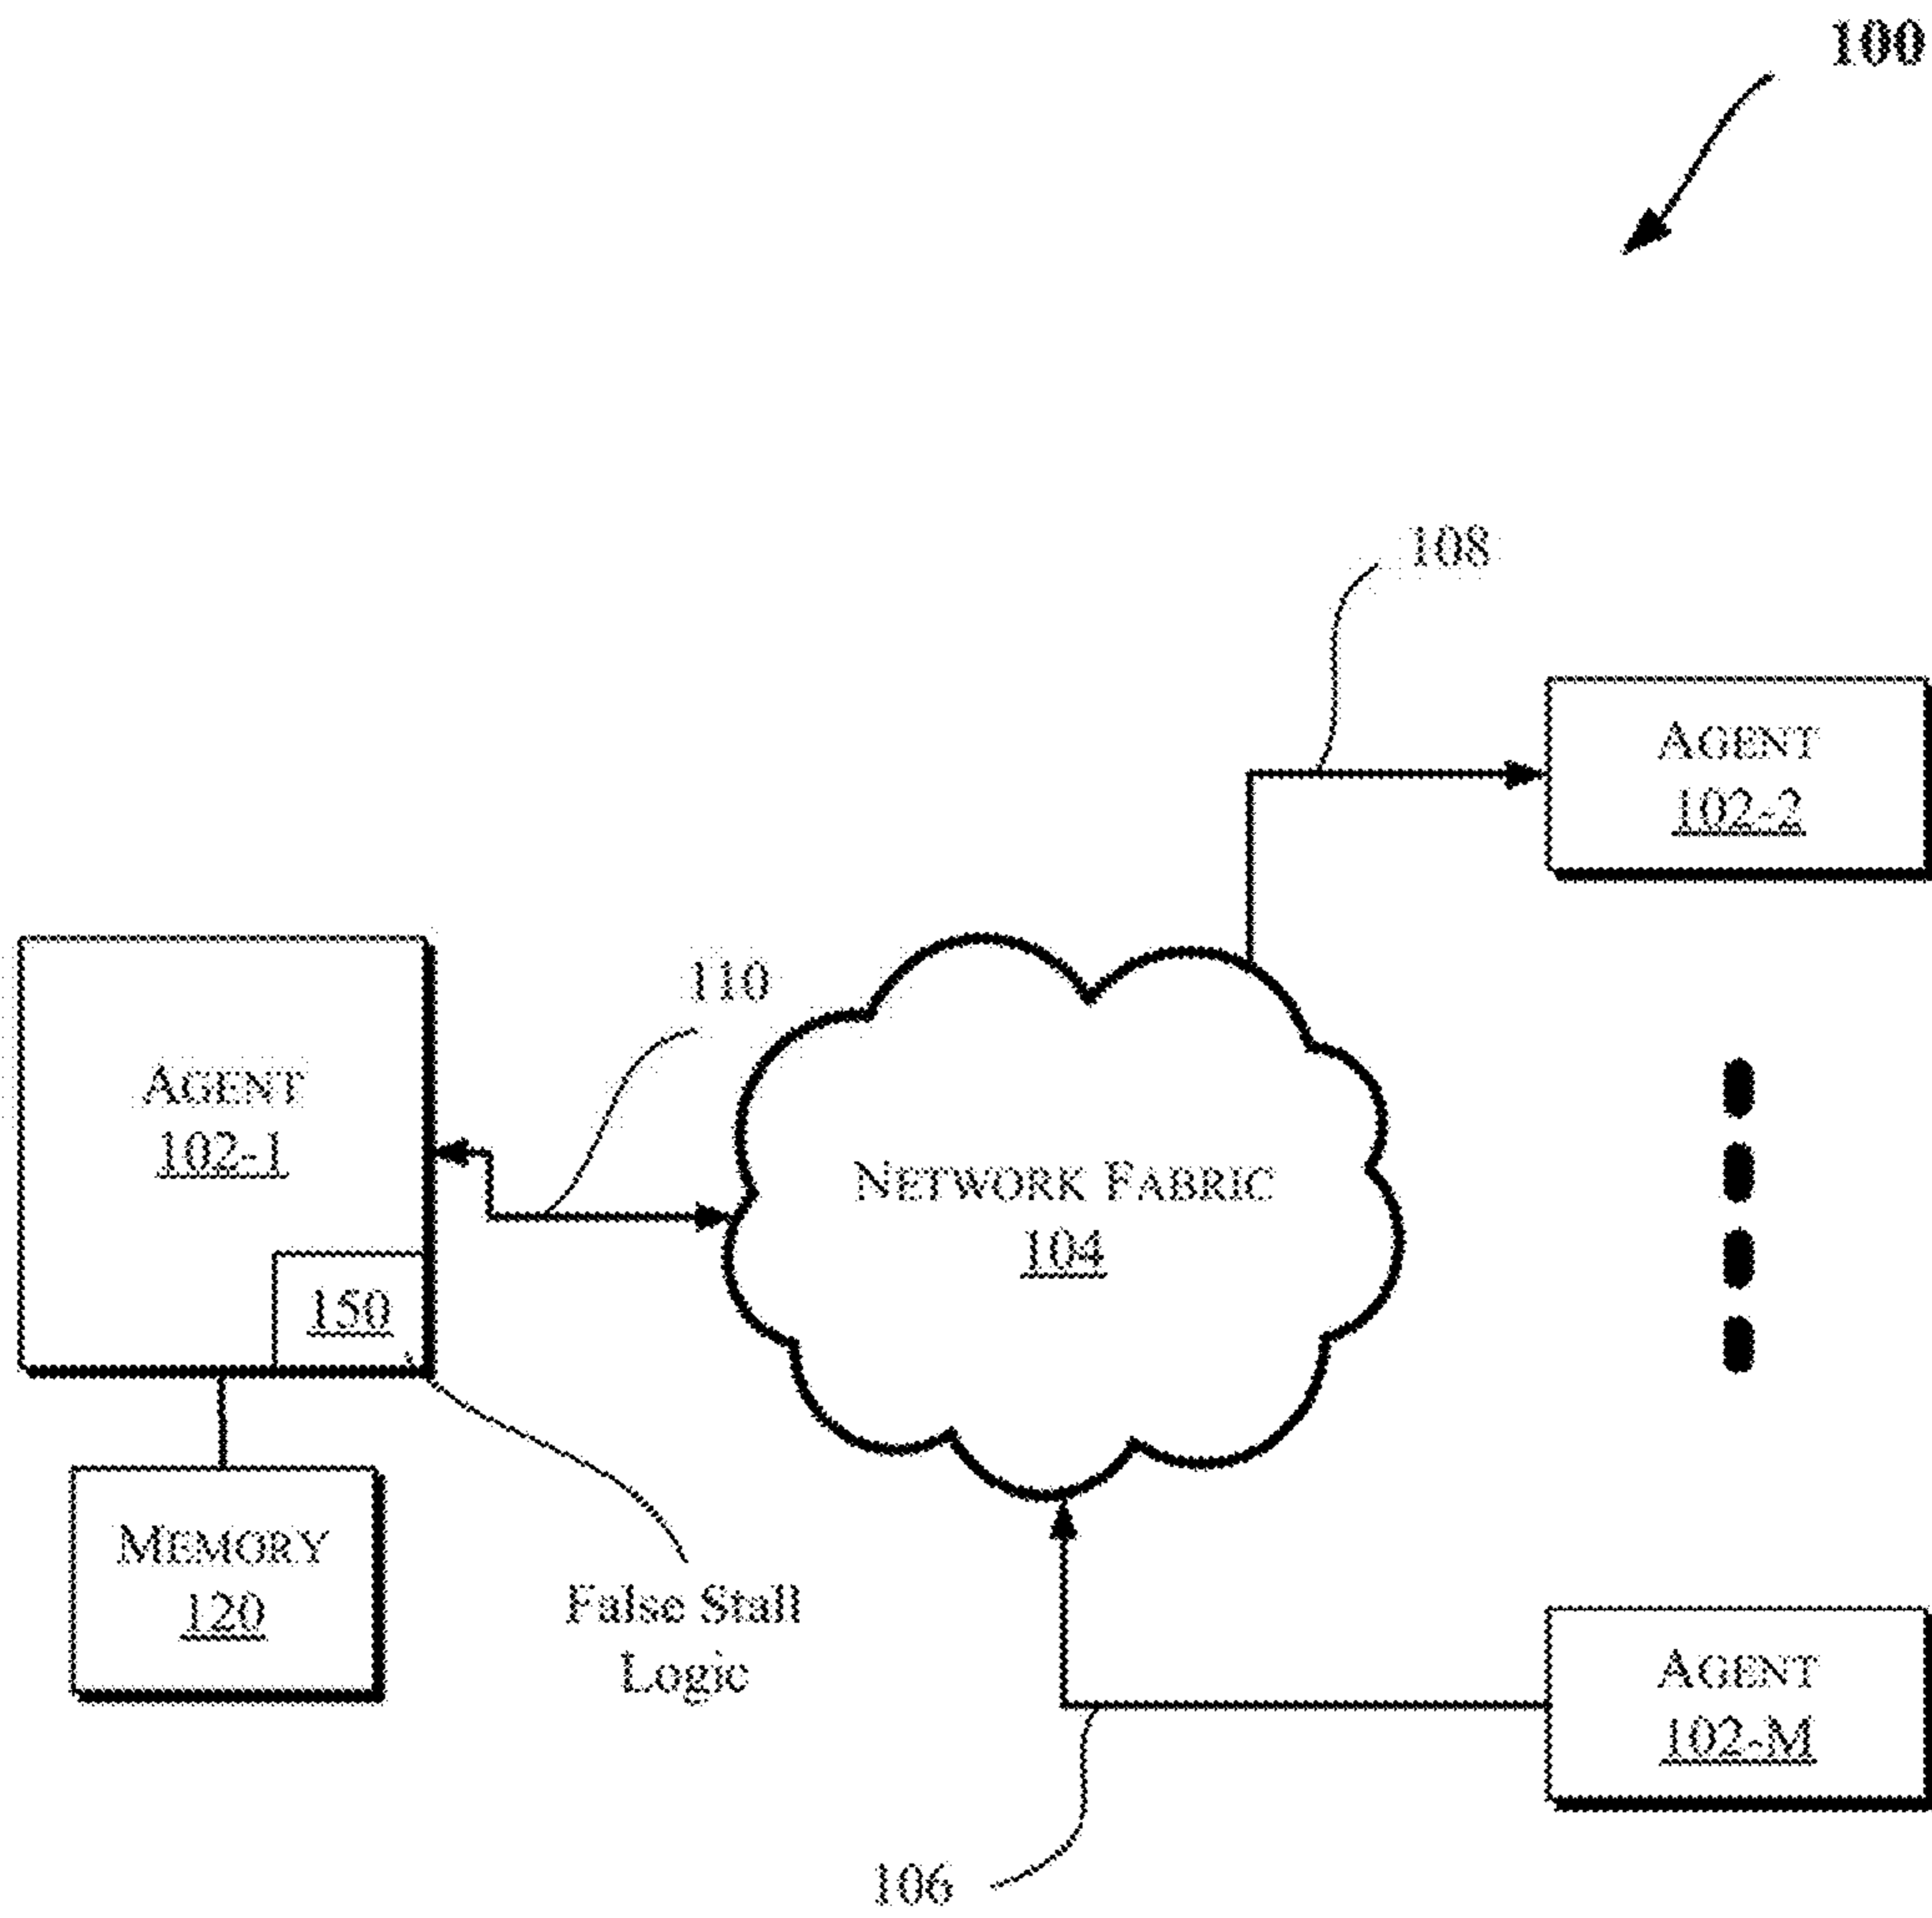 100
108
AGENT
102-2
110
AGENT
102-1
NETWORK FABRIC
104
150
MEMORY
120
False Stall
Logic
AGENT
102-M
106